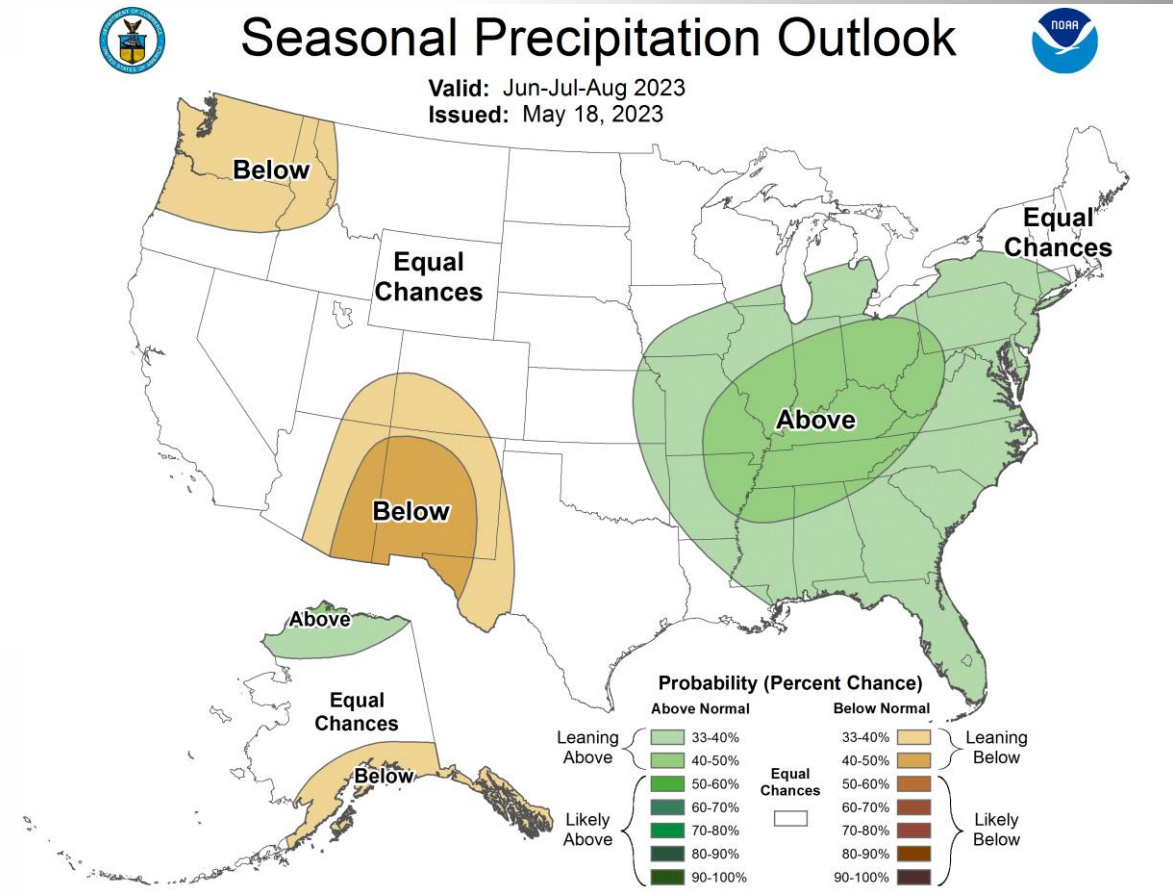 Seasonal Precipitation Outlook
NOAA
Valid: Jun-Jul-Aug 2023
Issued: May 18, 2023
Below
Equal
Chances
Equal
Chances
Above
Below
Above
Equal
Chances
Below
Probability (Percent Chance)
Above Normal
Below Normal
Leaning
Above
33-40%
40-50%
Likely
Above
50-60%
60-70%
70-80%
80-90%
90-100%
Equal
Chances
33-40%
40-50%
Leaning
Below
50-60%
60-70%
70-80%
80-90%
90-100%
Likely
Below